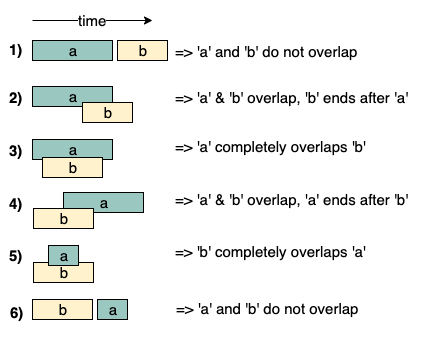 time
1) a b => 'a' and 'b' do not overlap
2) a b => 'a' & 'b' overlap, 'b' ends after 'a'
3) a b => 'a' completely overlaps 'b'
4) a b => 'a' & 'b' overlap, 'a' ends after 'b'
5) a b => 'b' completely overlaps 'a'
6) b a => 'a' and 'b' do not overlap